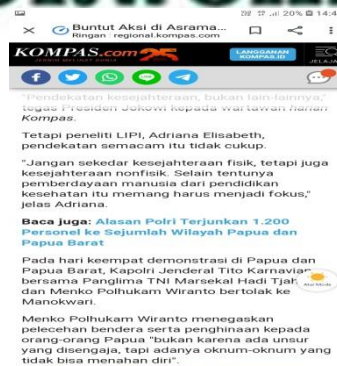 20% 14:4
Buntut Aksi di Asrama...
Ringan · regional.kompas.com
KOMPAS.com 25
JERNIH MELIHAT DUNIA
LANGGANAN
KOMPAS.ID
JELAJA
"Pendekatan kesejahteraan, bukan lain-lainnya,"
tegas Presiden Jokowi kepada wartawan harian
Kompas.
Tetapi peneliti LIPI, Adriana Elisabeth,
pendekatan semacam itu tidak cukup.
"Jangan sekedar kesejahteraan fisik, tetapi juga
kesejahteraan nonfisik. Selain tentunya
pemberdayaan manusia dari pendidikan
kesehatan itu memang harus menjadi fokus,"
jelas Adriana.
Baca juga: Alasan Polri Terjunkan 1.200
Personel ke Sejumlah Wilayah Papua dan
Papua Barat
Pada hari keempat demonstrasi di Papua dan
Papua Barat, Kapolri Jenderal Tito Karnavian
bersama Panglima TNI Marsekal Hadi Tjah
dan Menko Polhukam Wiranto bertolak ke
Manokwari.
Menko Polhukam Wiranto menegaskan
pelecehan bendera serta penghinaan kepada
orang-orang Papua "bukan karena ada unsur
yang disengaja, tapi adanya oknum-oknum yang
tidak bisa menahan diri".